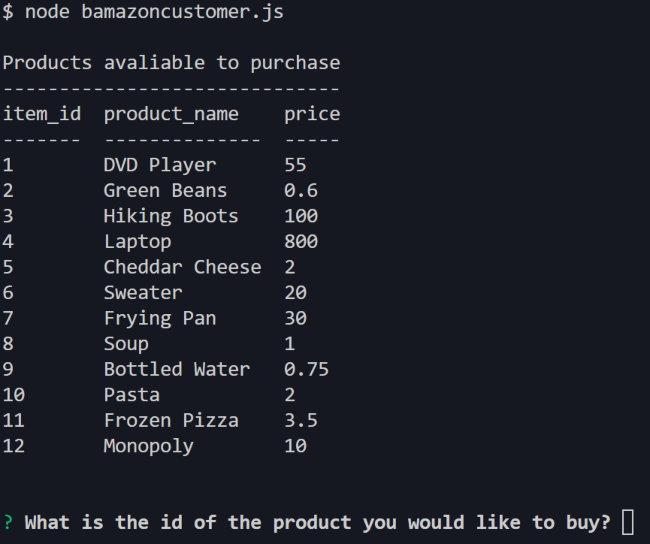 $ node bamazoncustomer.js
Products avaliable to purchase
------------------------------
item_id  product_name    price
-------  --------------  -----
1        DVD Player      55
2        Green Beans     0.6
3        Hiking Boots    100
4        Laptop          800
5        Cheddar Cheese  2
6        Sweater         20
7        Frying Pan      30
8        Soup            1
9        Bottled Water   0.75
10       Pasta           2
11       Frozen Pizza    3.5
12       Monopoly        10
? What is the id of the product you would like to buy?